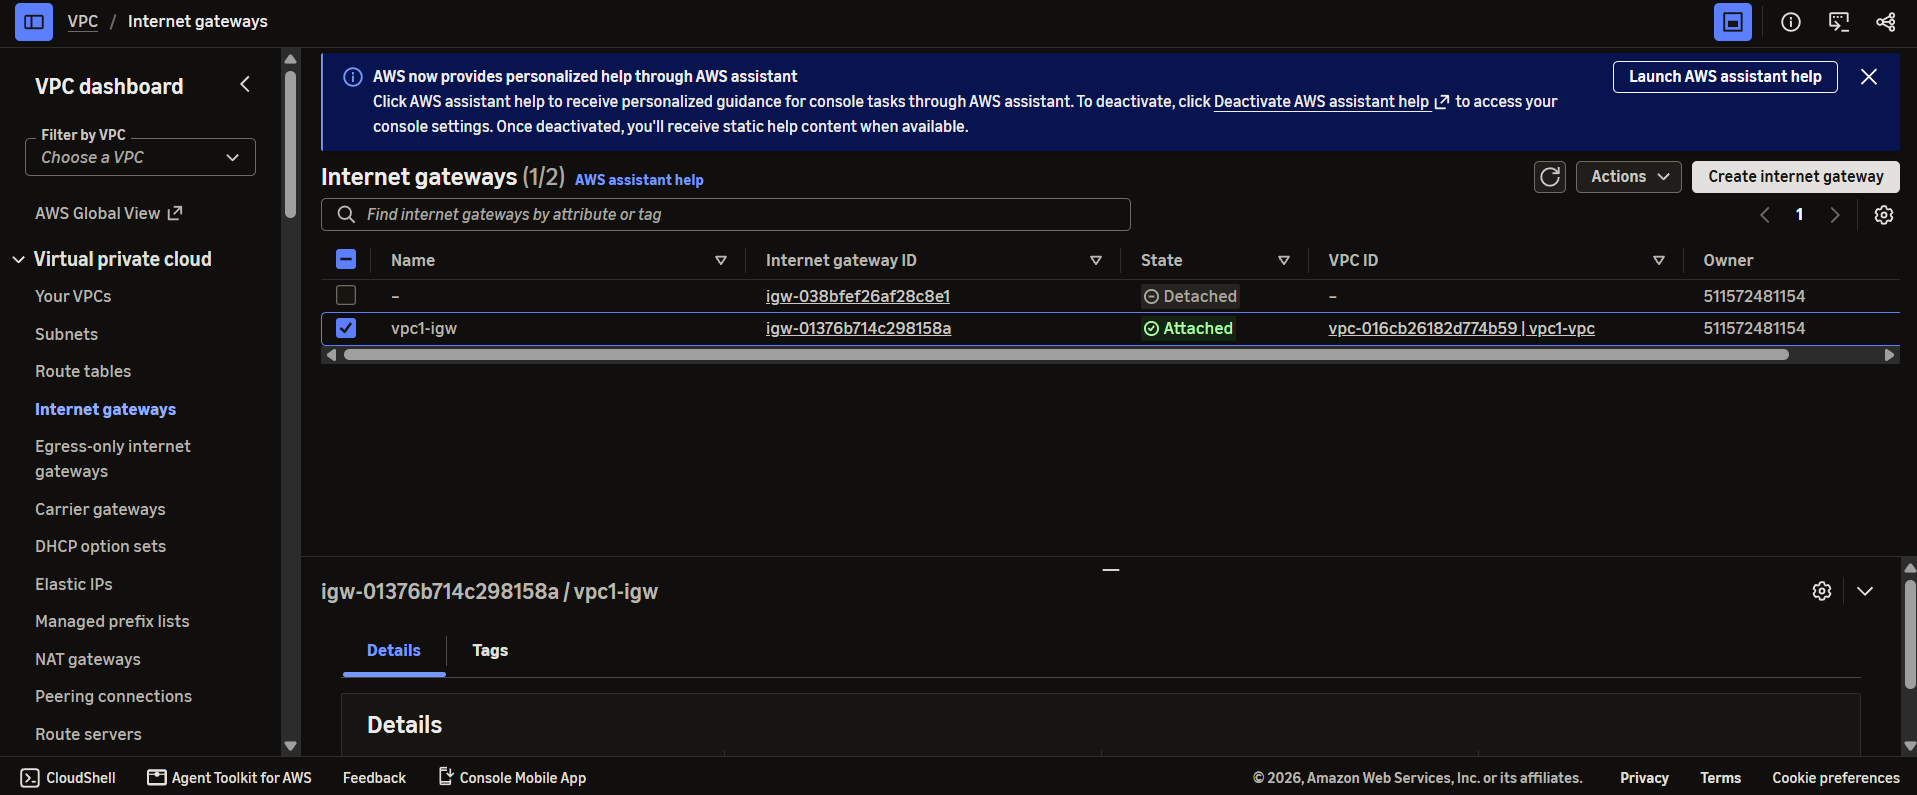 VPC / Internet gateways
VPC dashboard
Filter by VPC
Choose a VPC
AWS Global View
Virtual private cloud
Your VPCs
Subnets
Route tables
Internet gateways
Egress-only internet
gateways
Carrier gateways
DHCP option sets
Elastic IPs
Managed prefix lists
NAT gateways
Peering connections
Route servers
AWS now provides personalized help through AWS assistant
Click AWS assistant help to receive personalized guidance for console tasks through AWS assistant. To deactivate, click Deactivate AWS assistant help to access your
console settings. Once deactivated, you'll receive static help content when available.
Launch AWS assistant help
Internet gateways (1/2) AWS assistant help
Actions
Create internet gateway
Find internet gateways by attribute or tag
1
Name Internet gateway ID State VPC ID Owner
– igw-038bfef26af28c8e1 Detached – 511572481154
vpc1-igw igw-01376b714c298158a Attached vpc-016cb26182d774b59 | vpc1-vpc 511572481154
igw-01376b714c298158a / vpc1-igw
Details Tags
Details
CloudShell Agent Toolkit for AWS Feedback Console Mobile App © 2026, Amazon Web Services, Inc. or its affiliates. Privacy Terms Cookie preferences